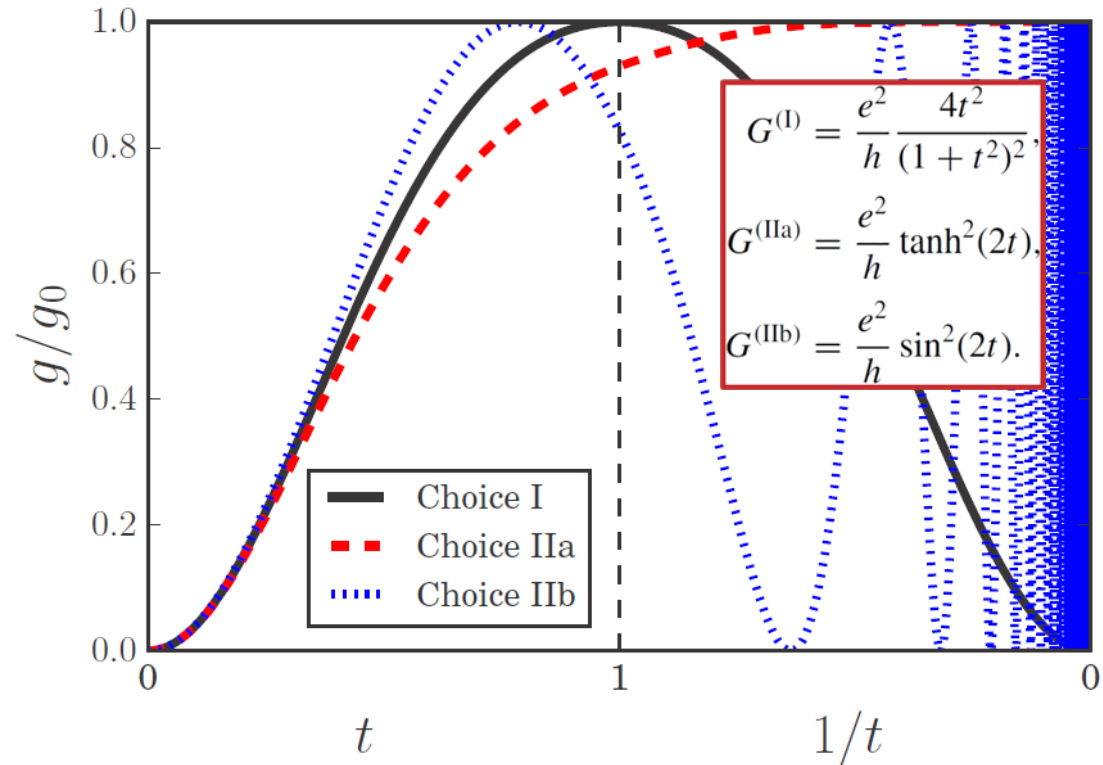 1.0
0.8
0.6
0.4
0.2
0.0
g/g₀
G^(I) = e²/h 4t²/(1 + t²)²,
G^(IIa) = e²/h tanh²(2t),
G^(IIb) = e²/h sin²(2t).
Choice I
Choice IIa
Choice IIb
0 1 0
t 1/t